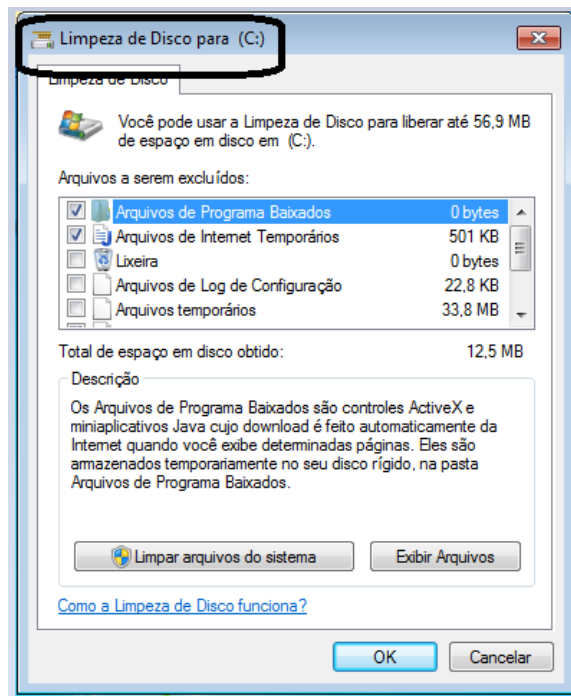 Limpeza de Disco para (C:)
Limpeza de Disco
Você pode usar a Limpeza de Disco para liberar até 56,9 MB
de espaço em disco em (C:).
Arquivos a serem excluídos:
Arquivos de Programa Baixados 0 bytes
Arquivos de Internet Temporários 501 KB
Lixeira 0 bytes
Arquivos de Log de Configuração 22,8 KB
Arquivos temporários 33,8 MB
Total de espaço em disco obtido: 12,5 MB
Descrição
Os Arquivos de Programa Baixados são controles ActiveX e
miniaplicativos Java cujo download é feito automaticamente da
Internet quando você exibe determinadas páginas. Eles são
armazenados temporariamente no seu disco rígido, na pasta
Arquivos de Programa Baixados.
Limpar arquivos do sistema Exibir Arquivos
Como a Limpeza de Disco funciona?
OK Cancelar